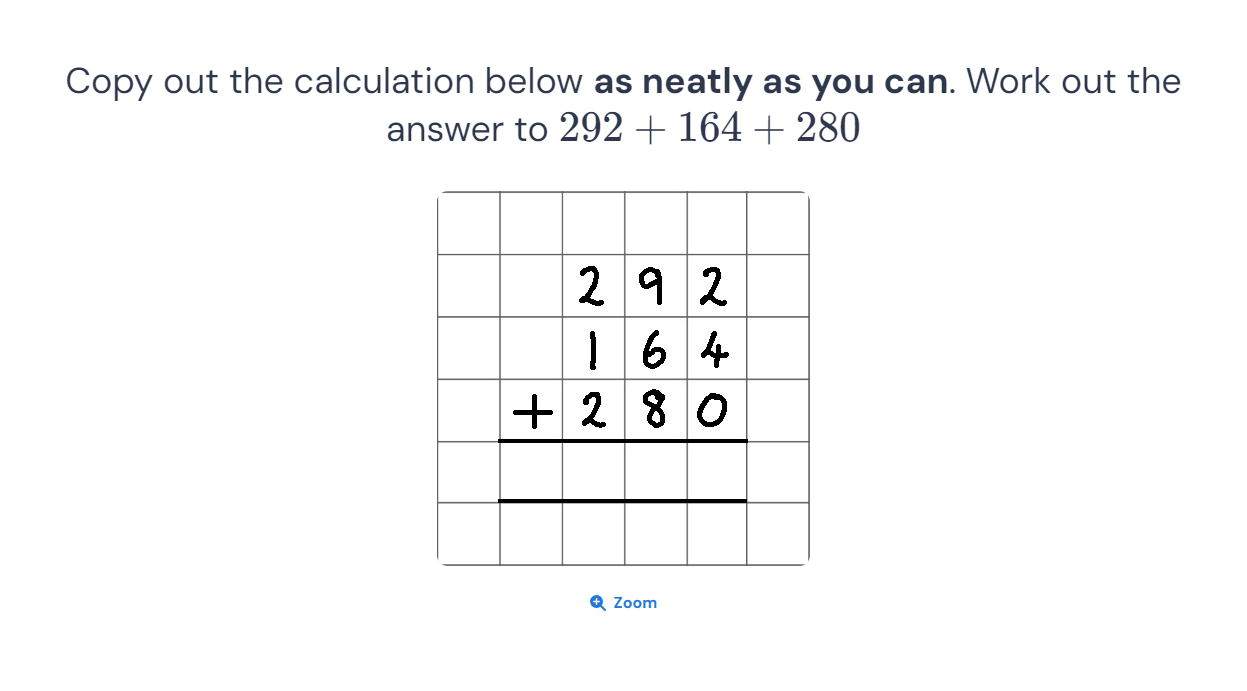 Copy out the calculation below as neatly as you can. Work out the
answer to 292 + 164 + 280
2 9 2
1 6 4
+ 2 8 0
Zoom